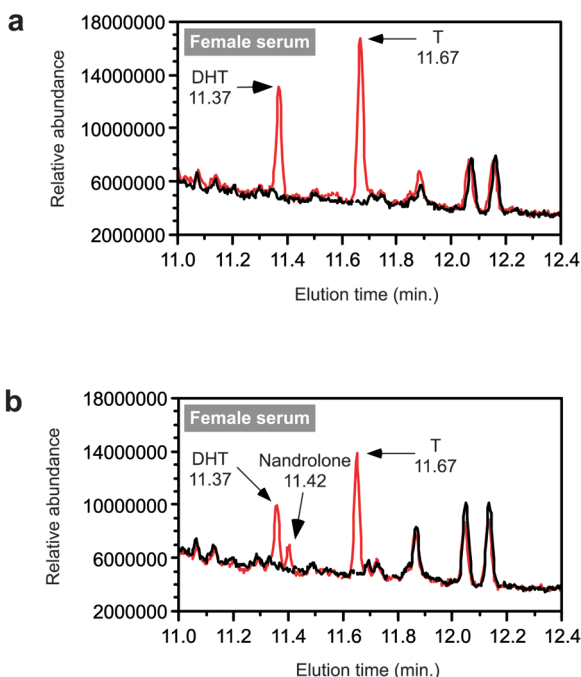 a
18000000
14000000
10000000
6000000
2000000
Relative abundance
Female serum
DHT
11.37
T
11.67
11.0 11.2 11.4 11.6 11.8 12.0 12.2 12.4
Elution time (min.)
b
18000000
14000000
10000000
6000000
2000000
Relative abundance
Female serum
DHT
11.37
Nandrolone
11.42
T
11.67
11.0 11.2 11.4 11.6 11.8 12.0 12.2 12.4
Elution time (min.)